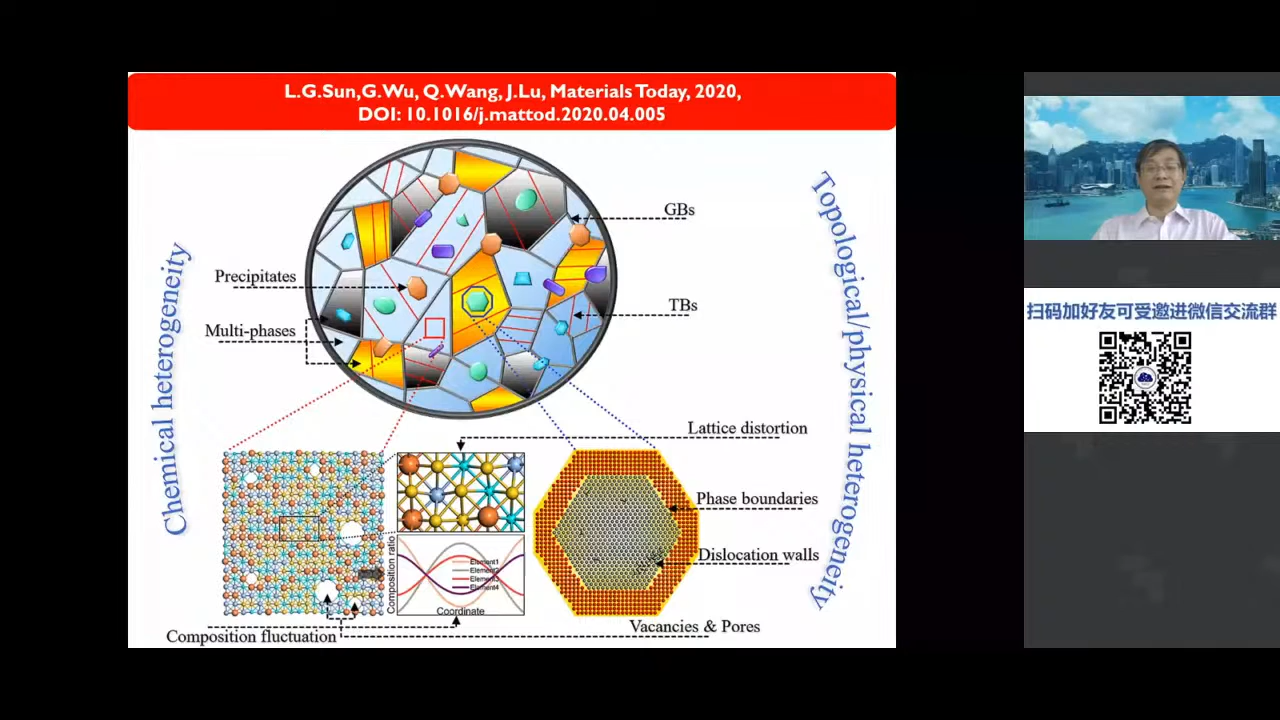 L.G.Sun,G.Wu, Q.Wang, J.Lu, Materials Today, 2020,
DOI: 10.1016/j.mattod.2020.04.005
Chemical heterogeneity
Topological/physical heterogeneity
GBs
Precipitates
TBs
Multi-phases
Lattice distortion
Phase boundaries
Dislocation walls
Composition ratio
Element1
Element2
Element3
Element4
Coordinate
Vacancies & Pores
Composition fluctuation
扫码加好友可受邀进微信交流群